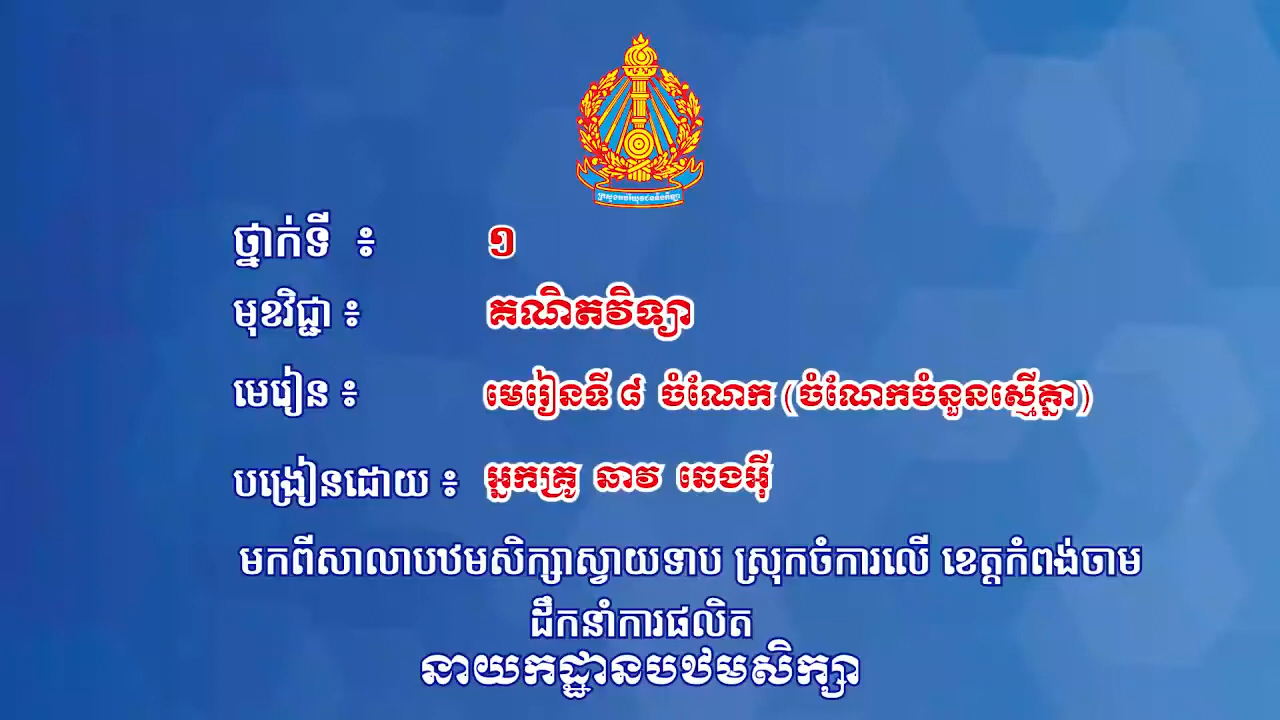 ថ្នាក់ទី ៖ ១
មុខវិជ្ជា ៖ គណិតវិទ្យា
មេរៀន ៖ មេរៀនទី ៨ ចំណែក (ចំណែកចំនួនស្មើគ្នា)
បង្រៀនដោយ ៖ អ្នកគ្រូ ឆាវ ឆេងអុី
មកពីសាលាបឋមសិក្សាស្វាយទាប ស្រុកចំការលើ ខេត្តកំពង់ចាម
ដឹកនាំការផលិត
នាយកដ្ឋានបឋមសិក្សា